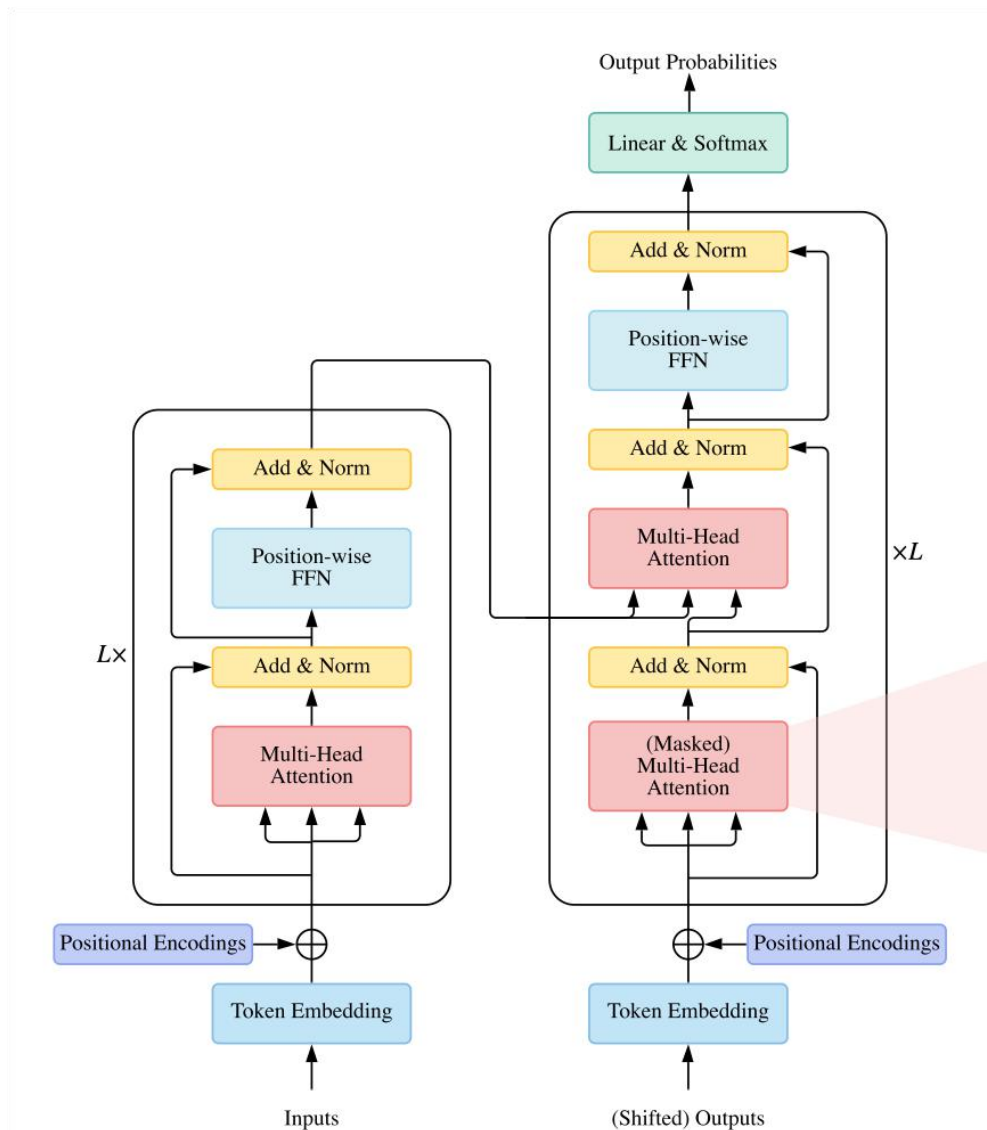 Output Probabilities
Linear & Softmax
Add & Norm
Position-wise
FFN
Add & Norm
Multi-Head
Attention
×L
Add & Norm
(Masked)
Multi-Head
Attention
Positional Encodings
Token Embedding
(Shifted) Outputs
Add & Norm
Position-wise
FFN
L×
Add & Norm
Multi-Head
Attention
Positional Encodings
Token Embedding
Inputs